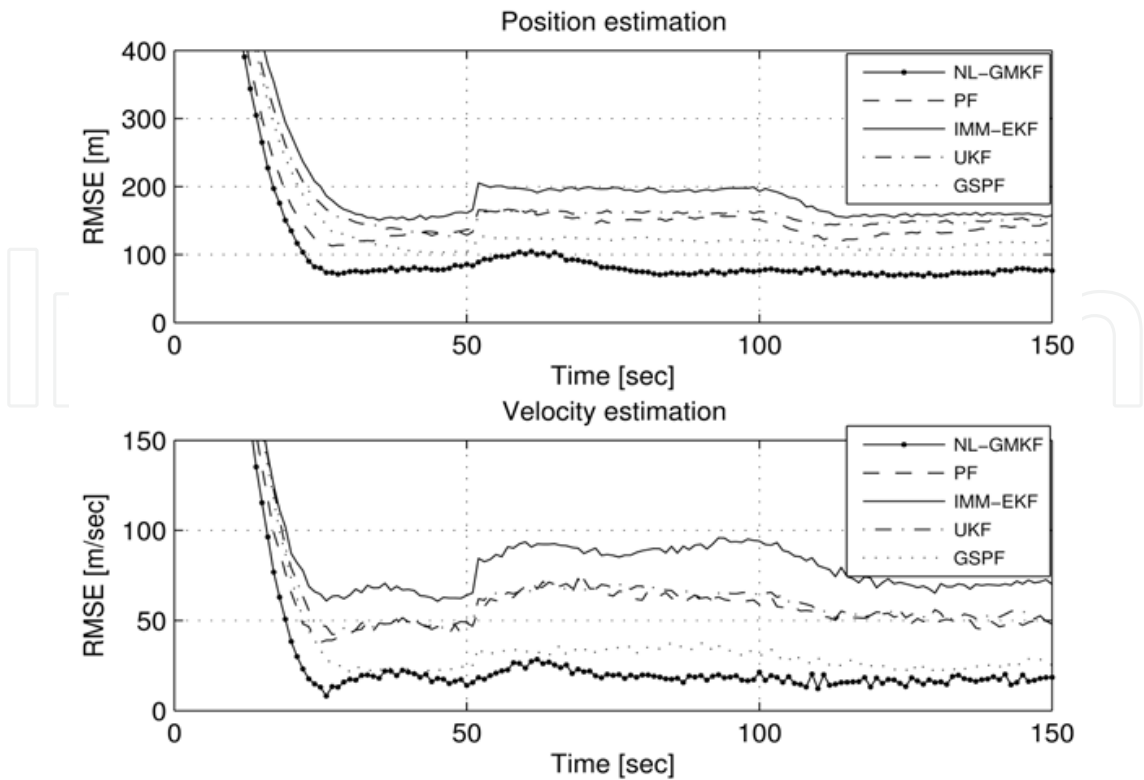 Position estimation
400
300
200
100
0
RMSE [m]
0 50 100 150
Time [sec]
NL-GMKF
PF
IMM-EKF
UKF
GSPF
Velocity estimation
150
100
50
0
RMSE [m/sec]
0 50 100 150
Time [sec]
NL-GMKF
PF
IMM-EKF
UKF
GSPF